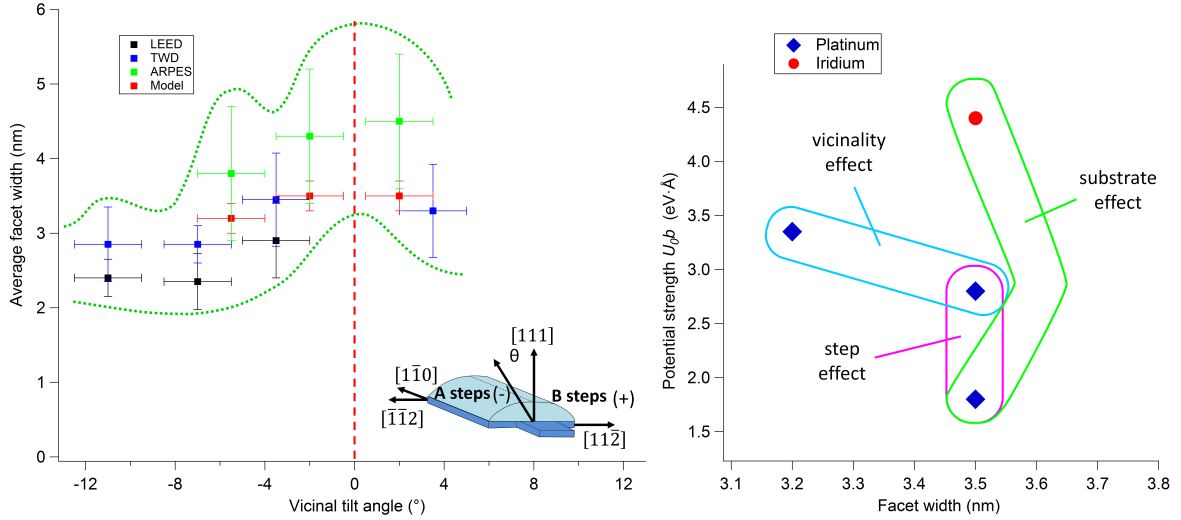 6
5
4
3
2
1
0
Average facet width (nm)
LEED
TWD
ARPES
Model
[111]
θ
[11̅0]
A steps (-)
B steps (+)
[1̅1̅2]
[112̅]
-12
-8
-4
0
4
8
12
Vicinal tilt angle (°)
Platinum
Iridium
4.5
4.0
3.5
3.0
2.5
2.0
1.5
Potential strength U₀b (eV·Å)
vicinality
effect
substrate
effect
step
effect
3.1
3.2
3.3
3.4
3.5
3.6
3.7
3.8
Facet width (nm)